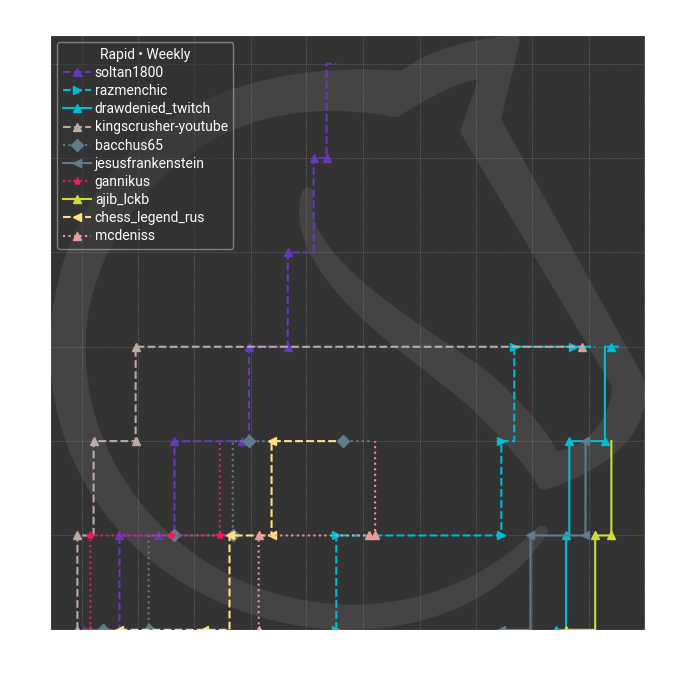 Rapid • Weekly
soltan1800
razmenchic
drawdenied_twitch
kingscrusher-youtube
bacchus65
jesusfrankenstein
gannikus
ajib_lckb
chess_legend_rus
mcdeniss